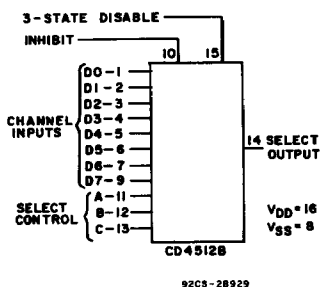 3-STATE DISABLE
INHIBIT
10 15
D0-1
D1-2
D2-3
D3-4
D4-5
D5-6
D6-7
D7-9
CHANNEL
INPUTS
A-11
B-12
C-13
SELECT
CONTROL
14 SELECT
OUTPUT
VDD=16
VSS=8
CD4512B
92CS-28929